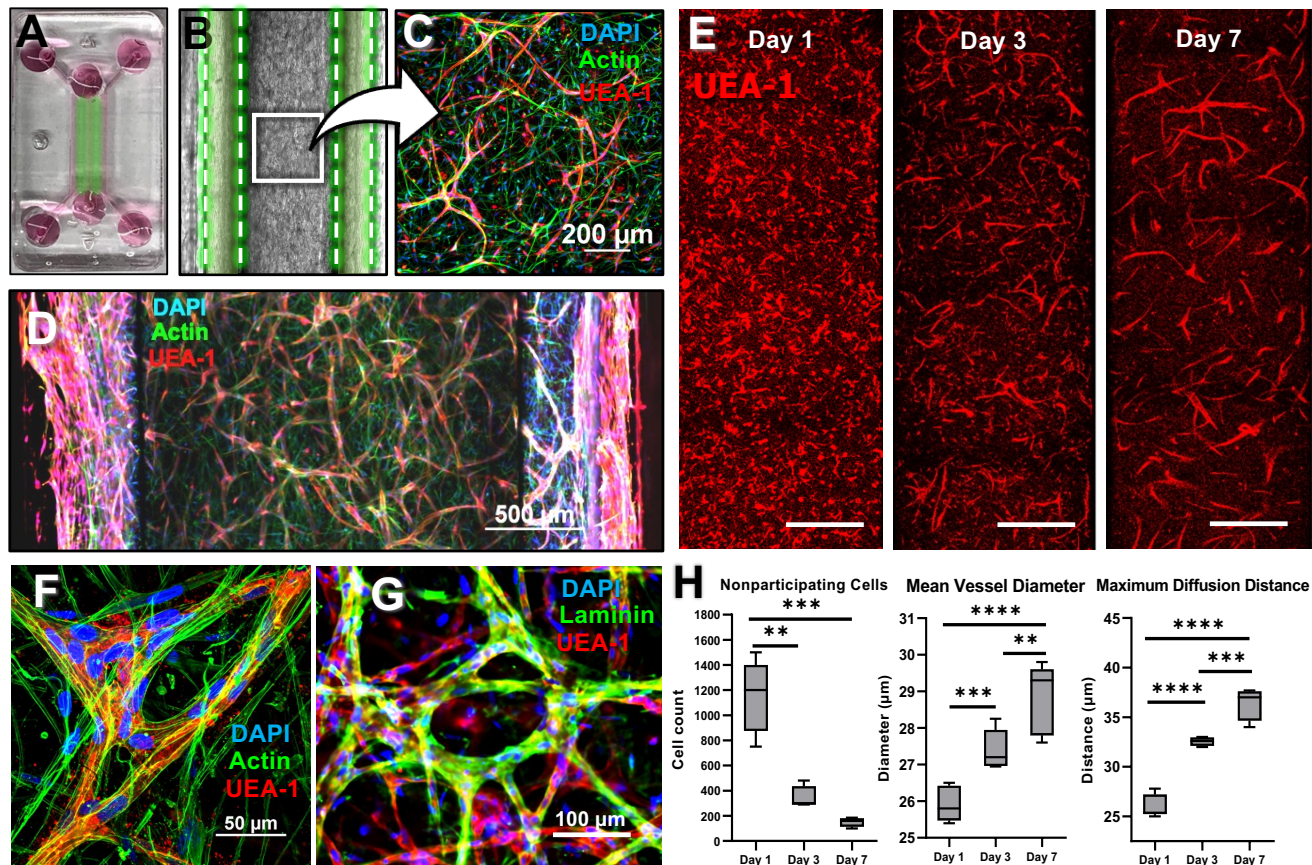 A
B
C
DAPI
Actin
UEA-1
200 µm
D
DAPI
Actin
UEA-1
500 µm
E
Day 1
Day 3
Day 7
UEA-1
F
DAPI
Actin
UEA-1
50 µm
G
DAPI
Laminin
UEA-1
100 µm
H
Nonparticipating Cells
Cell count
1800
1600
1400
1200
1000
800
600
400
200
0
***
**
Day 1 Day 3 Day 7
Mean Vessel Diameter
Diameter (µm)
31
30
29
28
27
26
25
****
**
***
Day 1 Day 3 Day 7
Maximum Diffusion Distance
Distance (µm)
45
40
35
30
25
****
***
****
Day 1 Day 3 Day 7